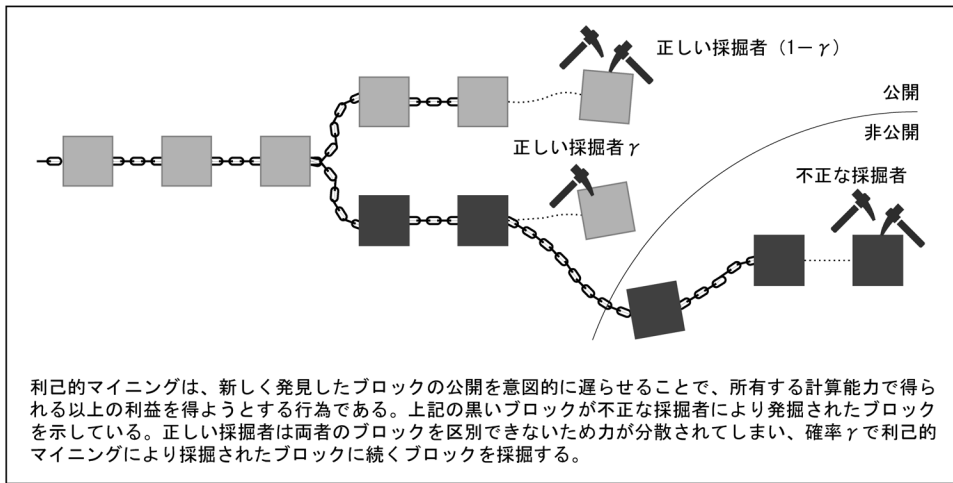 正しい採掘者（1－γ）
公開
非公開
正しい採掘者γ
不正な採掘者
利己的マイニングは、新しく発見したブロックの公開を意図的に遅らせることで、所有する計算能力で得ら
れる以上の利益を得ようとする行為である。上記の黒いブロックが不正な採掘者により発掘されたブロック
を示している。正しい採掘者は両者のブロックを区別できないため力が分散されてしまい、確率γで利己的
マイニングにより採掘されたブロックに続くブロックを採掘する。